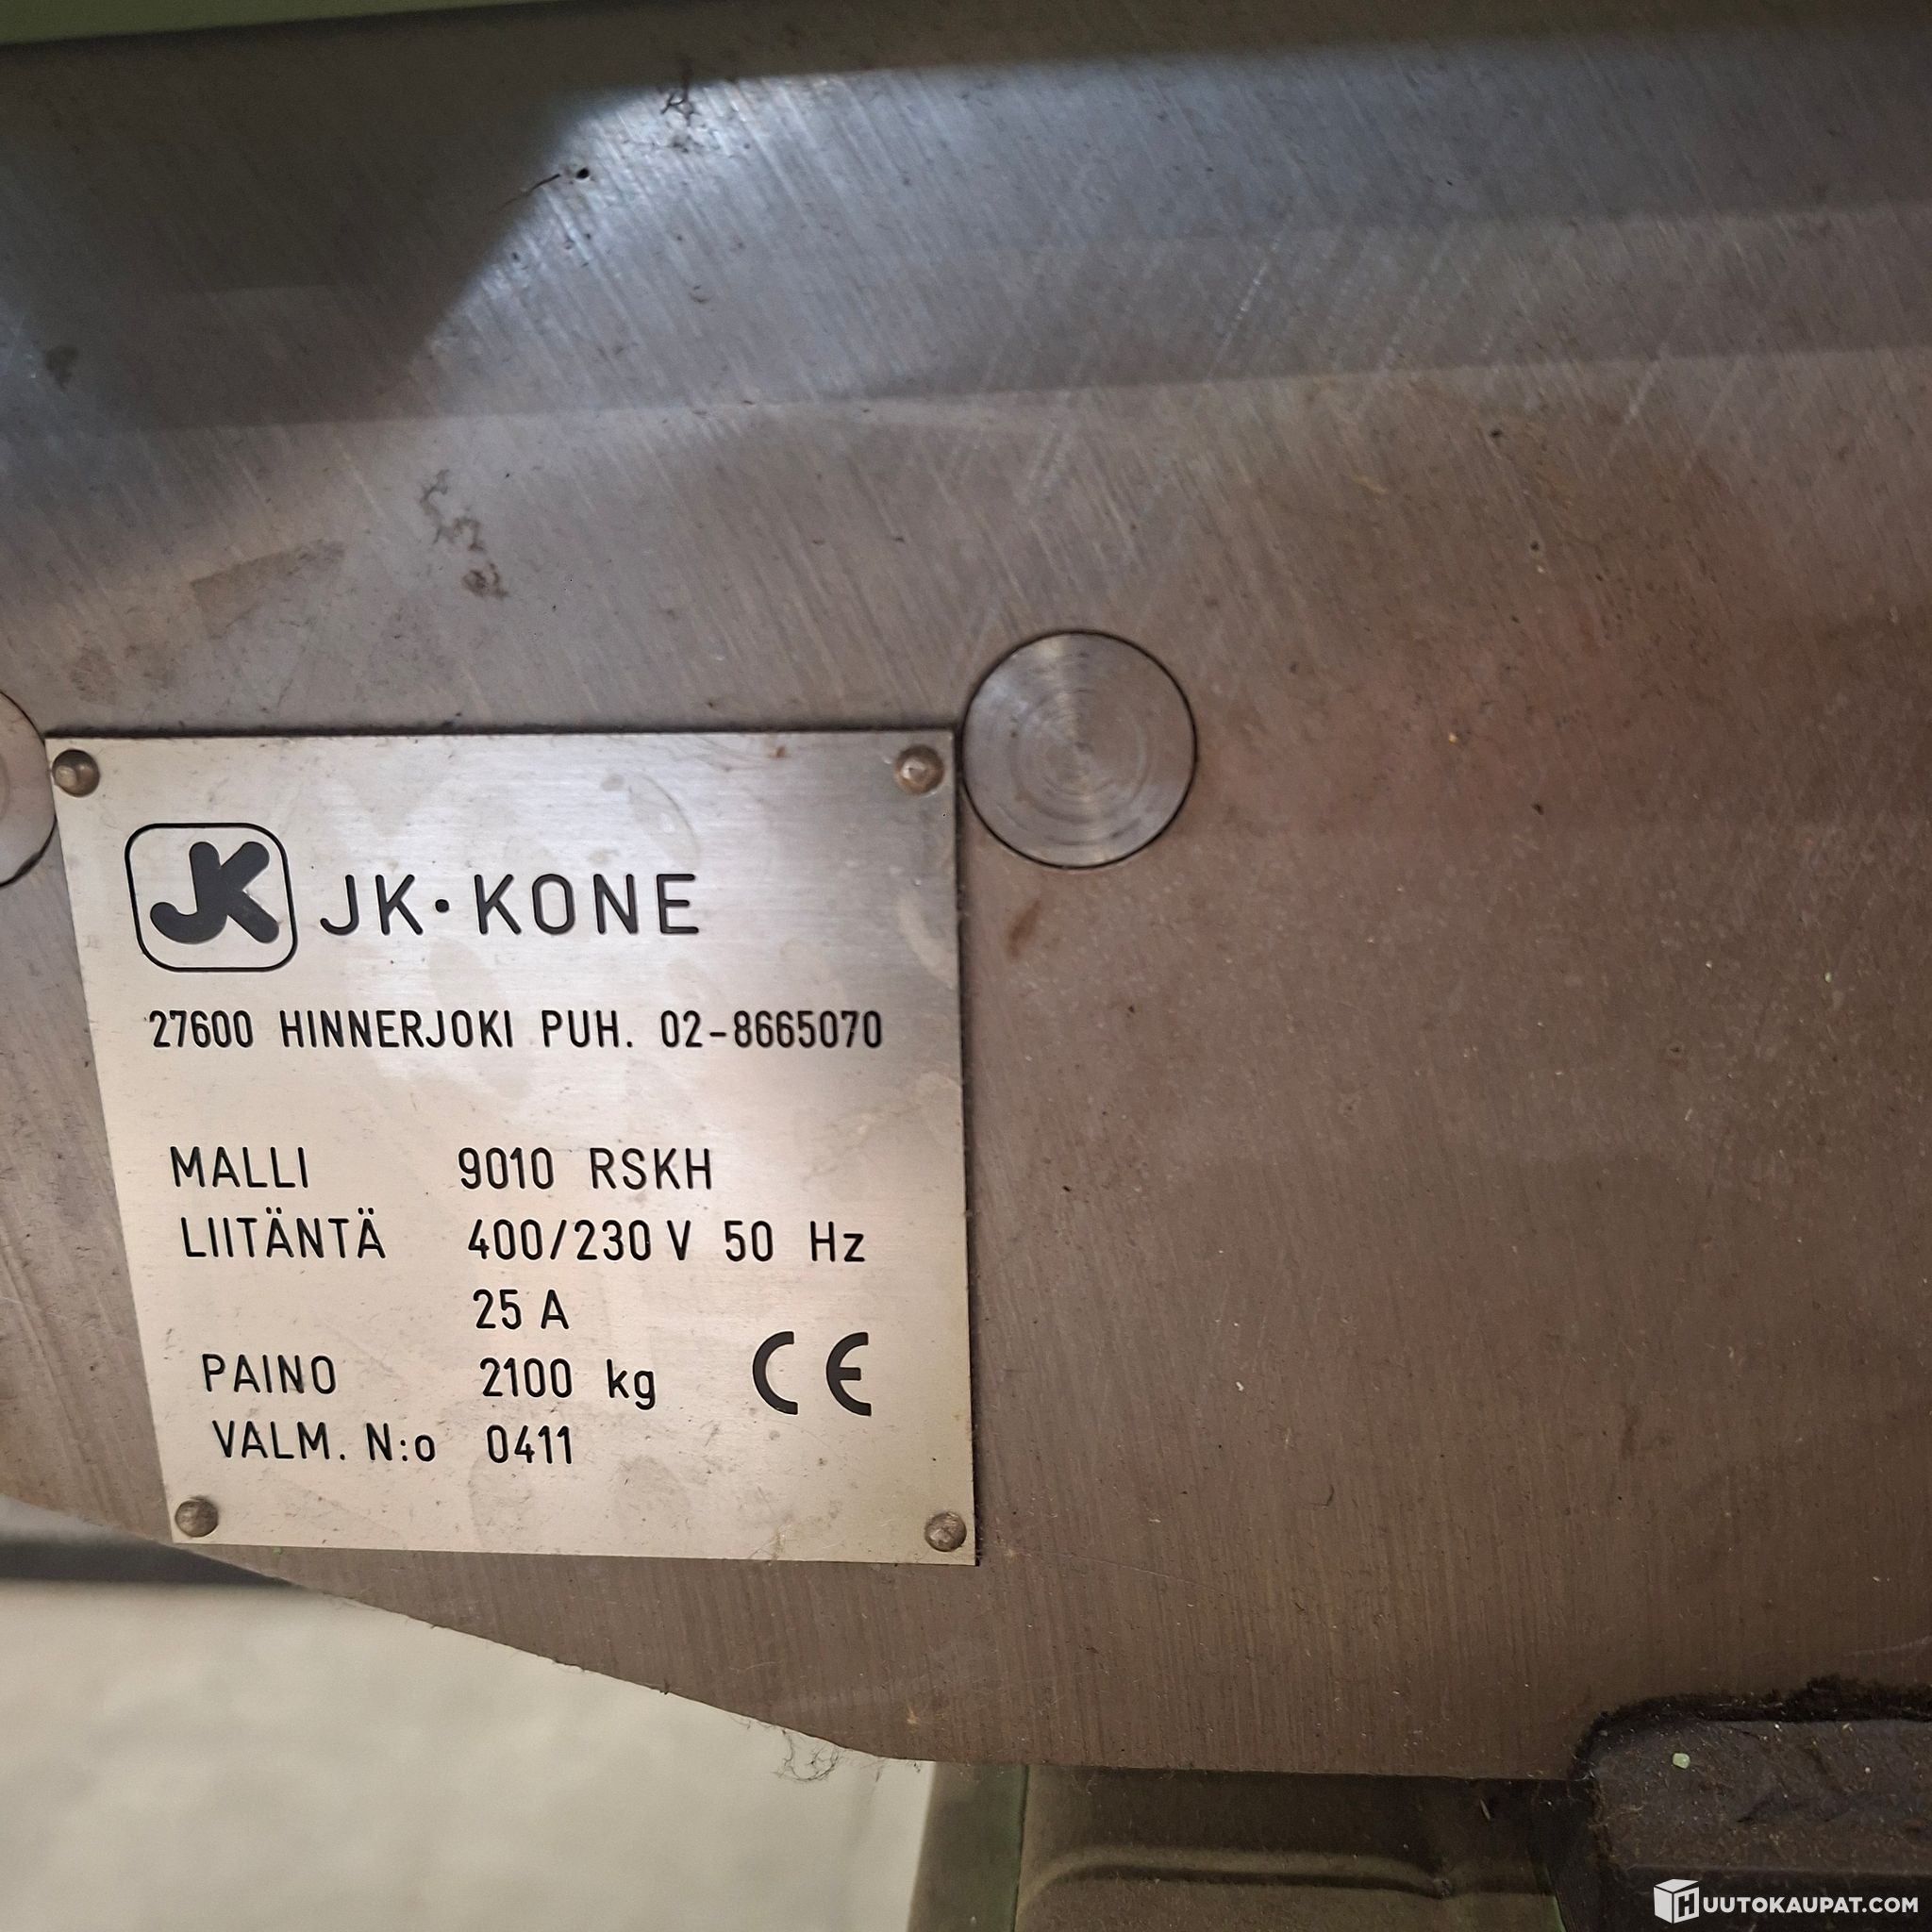 JK JK·KONE
27600 HINNERJOKI PUH. 02-8665070
MALLI 9010 RSKH
LIITÄNTÄ 400/230 V 50 Hz
25 A
PAINO 2100 kg CE
VALM. N:o 0411
HUUTOKAUPAT.COM